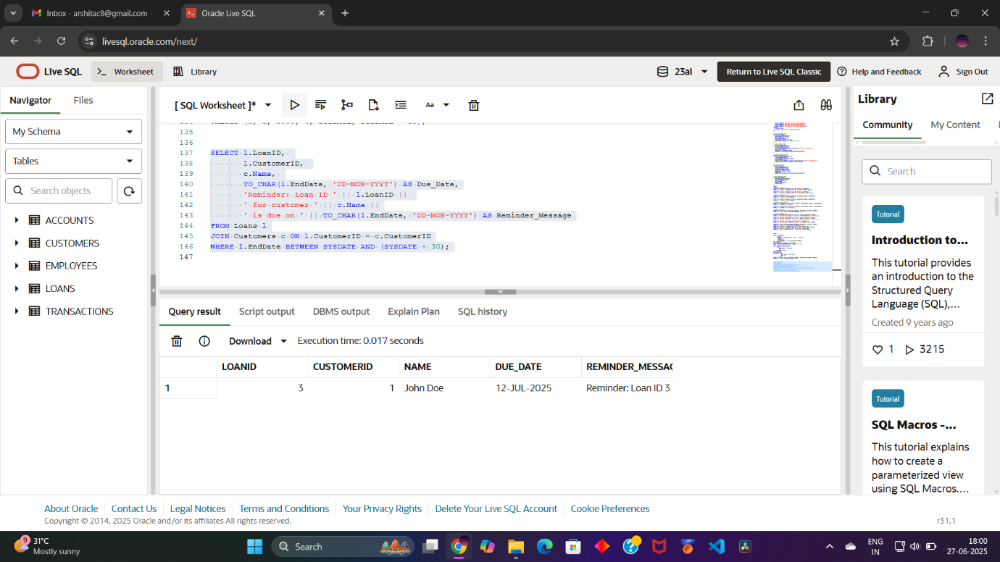 Inbox - arshitac8@gmail.com -
Oracle Live SQL
livesql.oracle.com/next/
Live SQL
Worksheet
Library
23ai
Return to Live SQL Classic
Help and Feedback
Sign Out
Navigator
Files
My Schema
Tables
Search objects
ACCOUNTS
CUSTOMERS
EMPLOYEES
LOANS
TRANSACTIONS
[ SQL Worksheet ]*
Aa
135
136
137 SELECT l.LoanID,
138 l.CustomerID,
139 c.Name,
140 TO_CHAR(l.EndDate, 'DD-MON-YYYY') AS Due_Date,
141 'Reminder: Loan ID ' || l.LoanID ||
142 ' for customer ' || c.Name ||
143 ' is due on ' || TO_CHAR(l.EndDate, 'DD-MON-YYYY') AS Reminder_Message
144 FROM Loans l
145 JOIN Customers c ON l.CustomerID = c.CustomerID
146 WHERE l.EndDate BETWEEN SYSDATE AND (SYSDATE + 30);
147
Query result
Script output
DBMS output
Explain Plan
SQL history
Download
Execution time: 0.017 seconds
LOANID CUSTOMERID NAME DUE_DATE REMINDER_MESSAG
1 3 1 John Doe 12-JUL-2025 Reminder: Loan ID 3
Library
Community
My Content
Search
Tutorial
Introduction to...
This tutorial provides
an introduction to the
Structured Query
Language (SQL),...
Created 9 years ago
1 3215
Tutorial
SQL Macros -...
This tutorial explains
how to create a
parameterized view
using SQL Macros....
About Oracle
Contact Us
Legal Notices
Terms and Conditions
Your Privacy Rights
Delete Your Live SQL Account
Cookie Preferences
Copyright © 2014, 2025 Oracle and/or its affiliates All rights reserved.
r31.1
9
31°C
Mostly sunny
Search
ENG
IN
18:00
27-06-2025